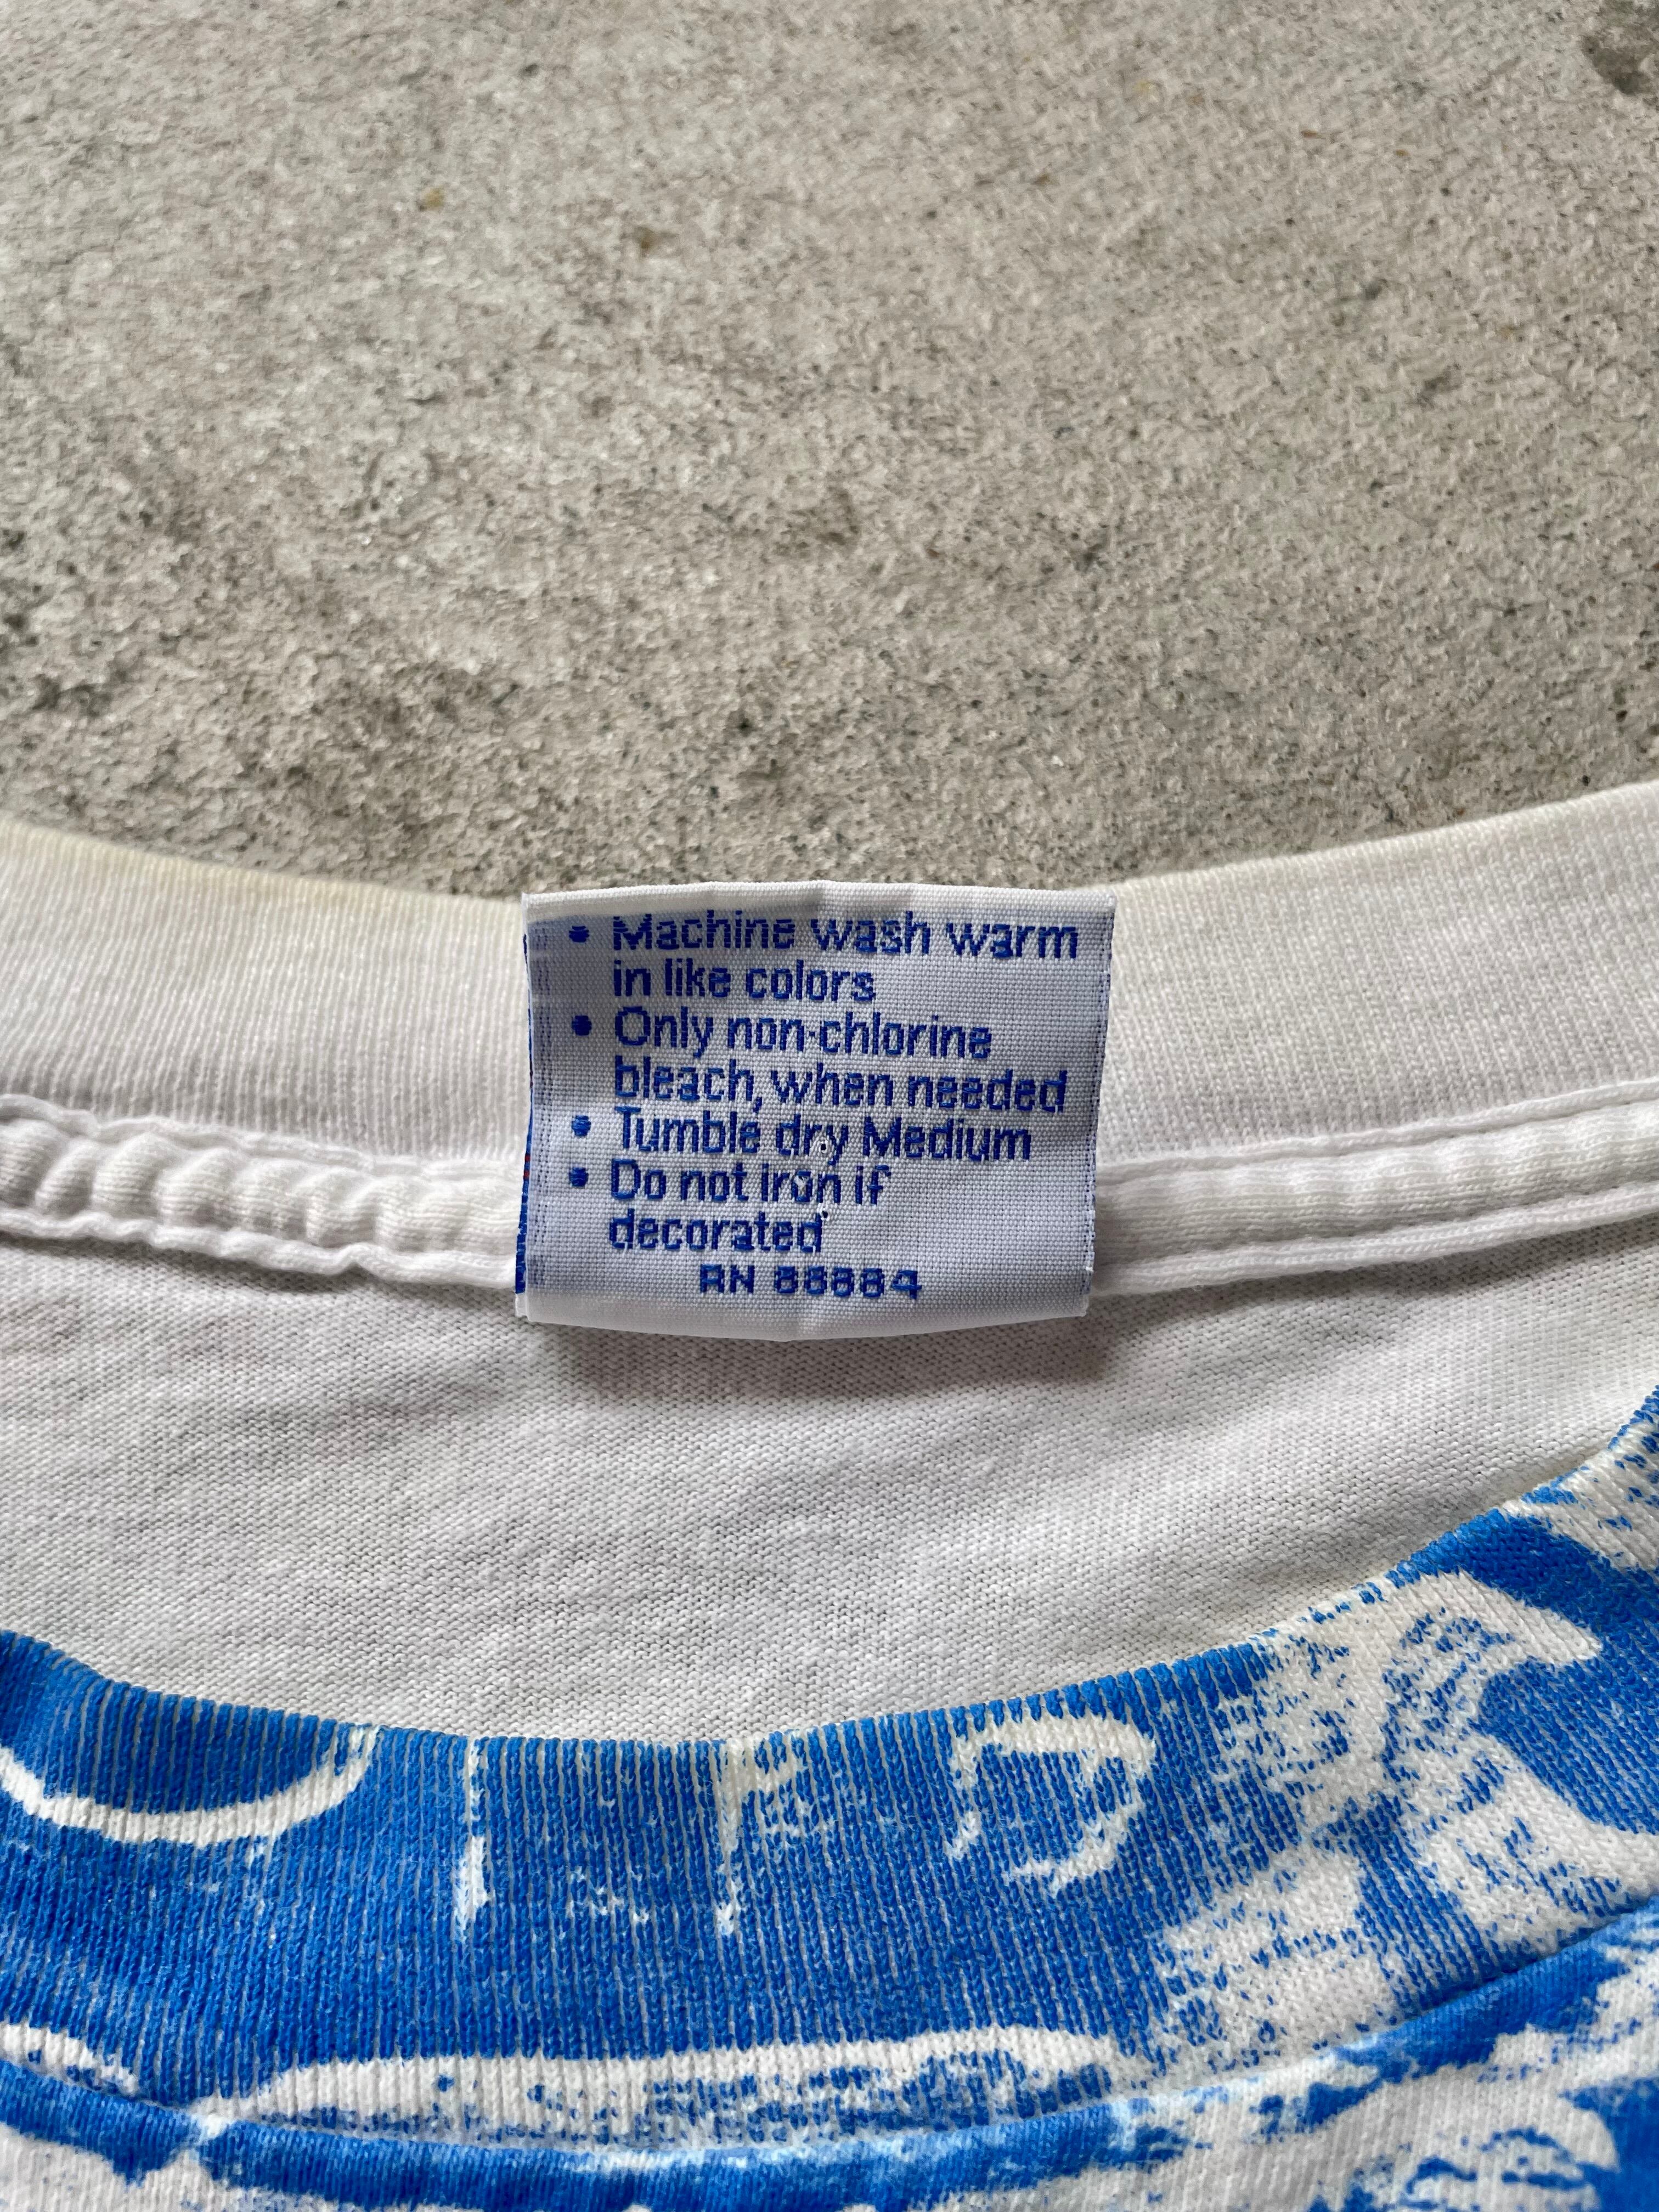 • Machine wash warm
in like colors
• Only non-chlorine
bleach, when needed
• Tumble dry Medium
• Do not iron if
decorated
RN 88884